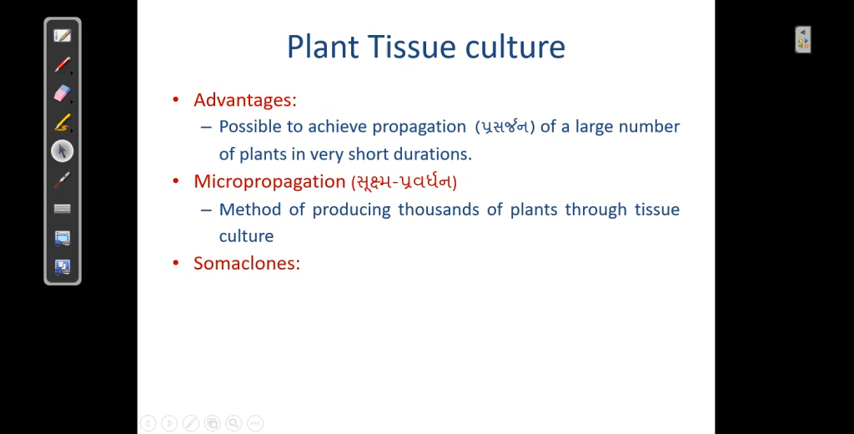 Plant Tissue culture
• Advantages:
– Possible to achieve propagation (પ્રસર્જન) of a large number
of plants in very short durations.
• Micropropagation (સૂક્ષ્મ-પ્રવર્ધન)
– Method of producing thousands of plants through tissue
culture
• Somaclones: